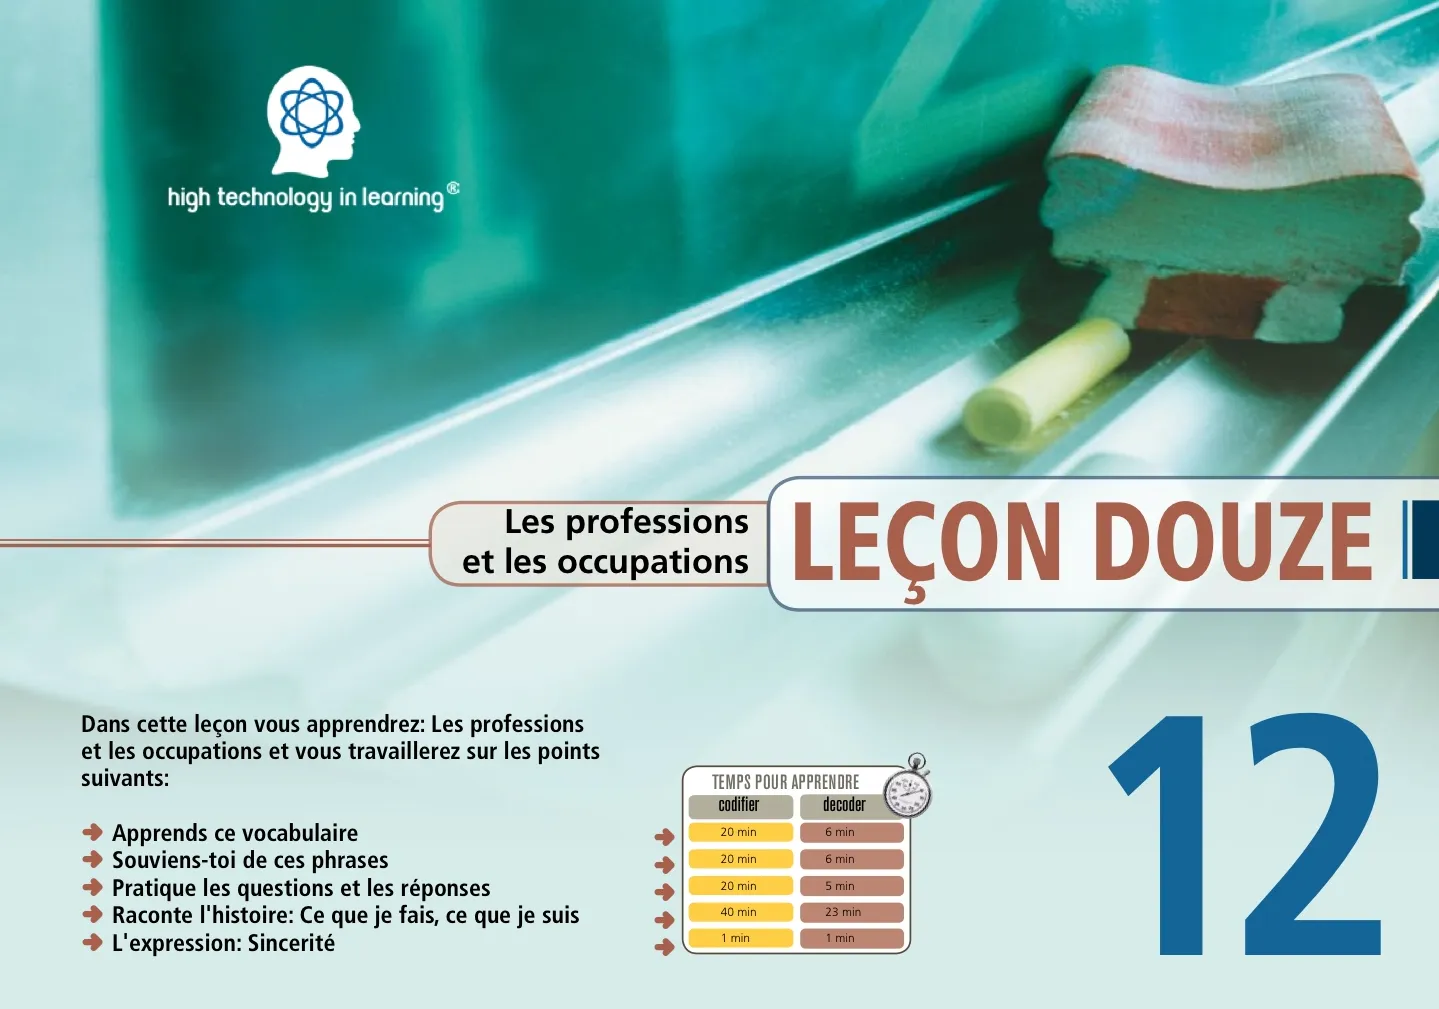 high technology in learning®
Les professions
et les occupations
LEÇON DOUZE
Dans cette leçon vous apprendrez: Les professions
et les occupations et vous travaillerez sur les points
suivants:
Apprends ce vocabulaire
Souviens-toi de ces phrases
Pratique les questions et les réponses
Raconte l'histoire: Ce que je fais, ce que je suis
L'expression: Sincerité
TEMPS POUR APPRENDRE
codifier decoder
20 min 6 min
20 min 6 min
20 min 5 min
40 min 23 min
1 min 1 min
12